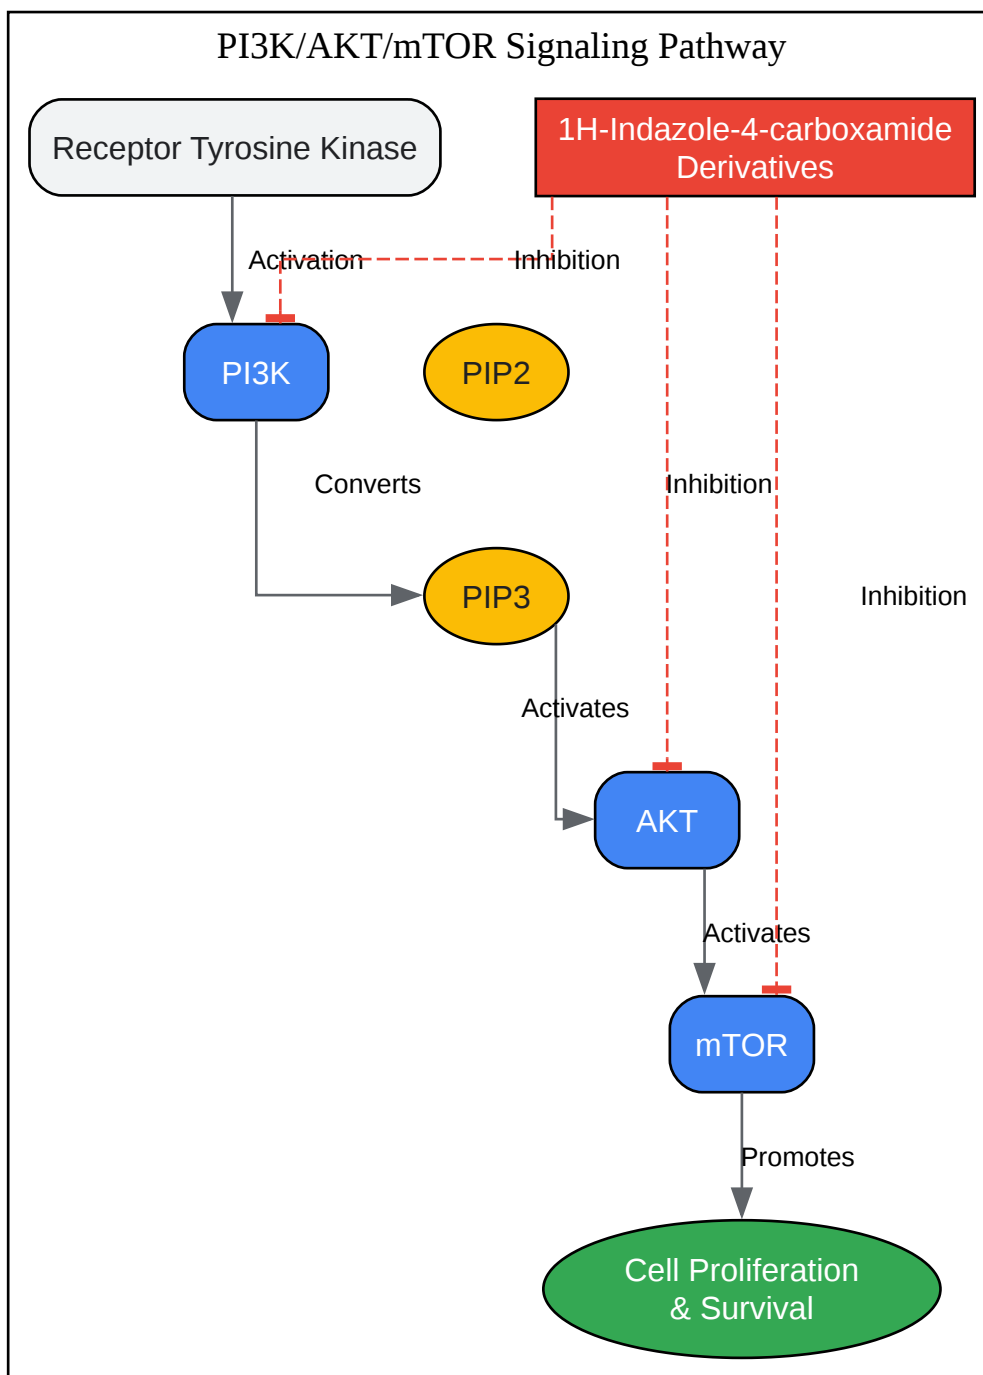 PI3K/AKT/mTOR Signaling Pathway
Receptor Tyrosine Kinase
1H-Indazole-4-carboxamide
Derivatives
Activation
Inhibition
PI3K
PIP2
Converts
Inhibition
PIP3
Inhibition
Activates
AKT
Activates
mTOR
Promotes
Cell Proliferation
& Survival